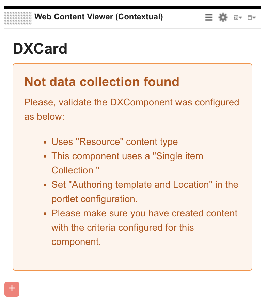 Web Content Viewer (Contextual)
DXCard
Not data collection found
Please, validate the DXComponent was configured
as below:
Uses "Resource" content type
This component uses a "Single item
Collection "
Set "Authoring template and Location" in the
portlet configuration.
Please make sure you have created content
with the criteria configured for this
component.